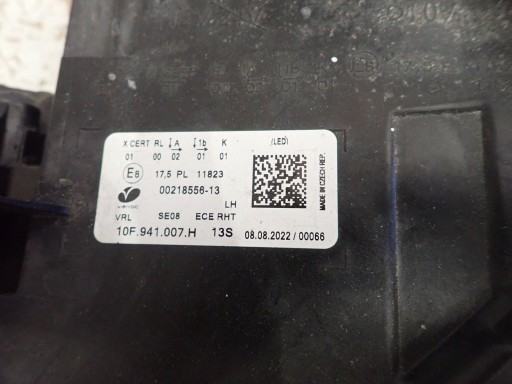 X CERT RL A 1b K (LED)
01 00 02 01 01
E8 17,5 PL 11823
00218556-13
LH
VRL SE08 ECE RHT
10F.941.007.H 13S 08.08.2022 / 00066
MADE IN CZECH REP.